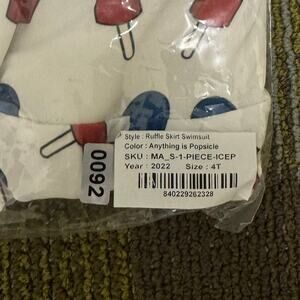 Style : Ruffle Skirt Swimsuit
Color : Anything is Popsicle
SKU : MA_S-1-PIECE-ICEP
Year : 2022 Size : 4T
840229262328
0092